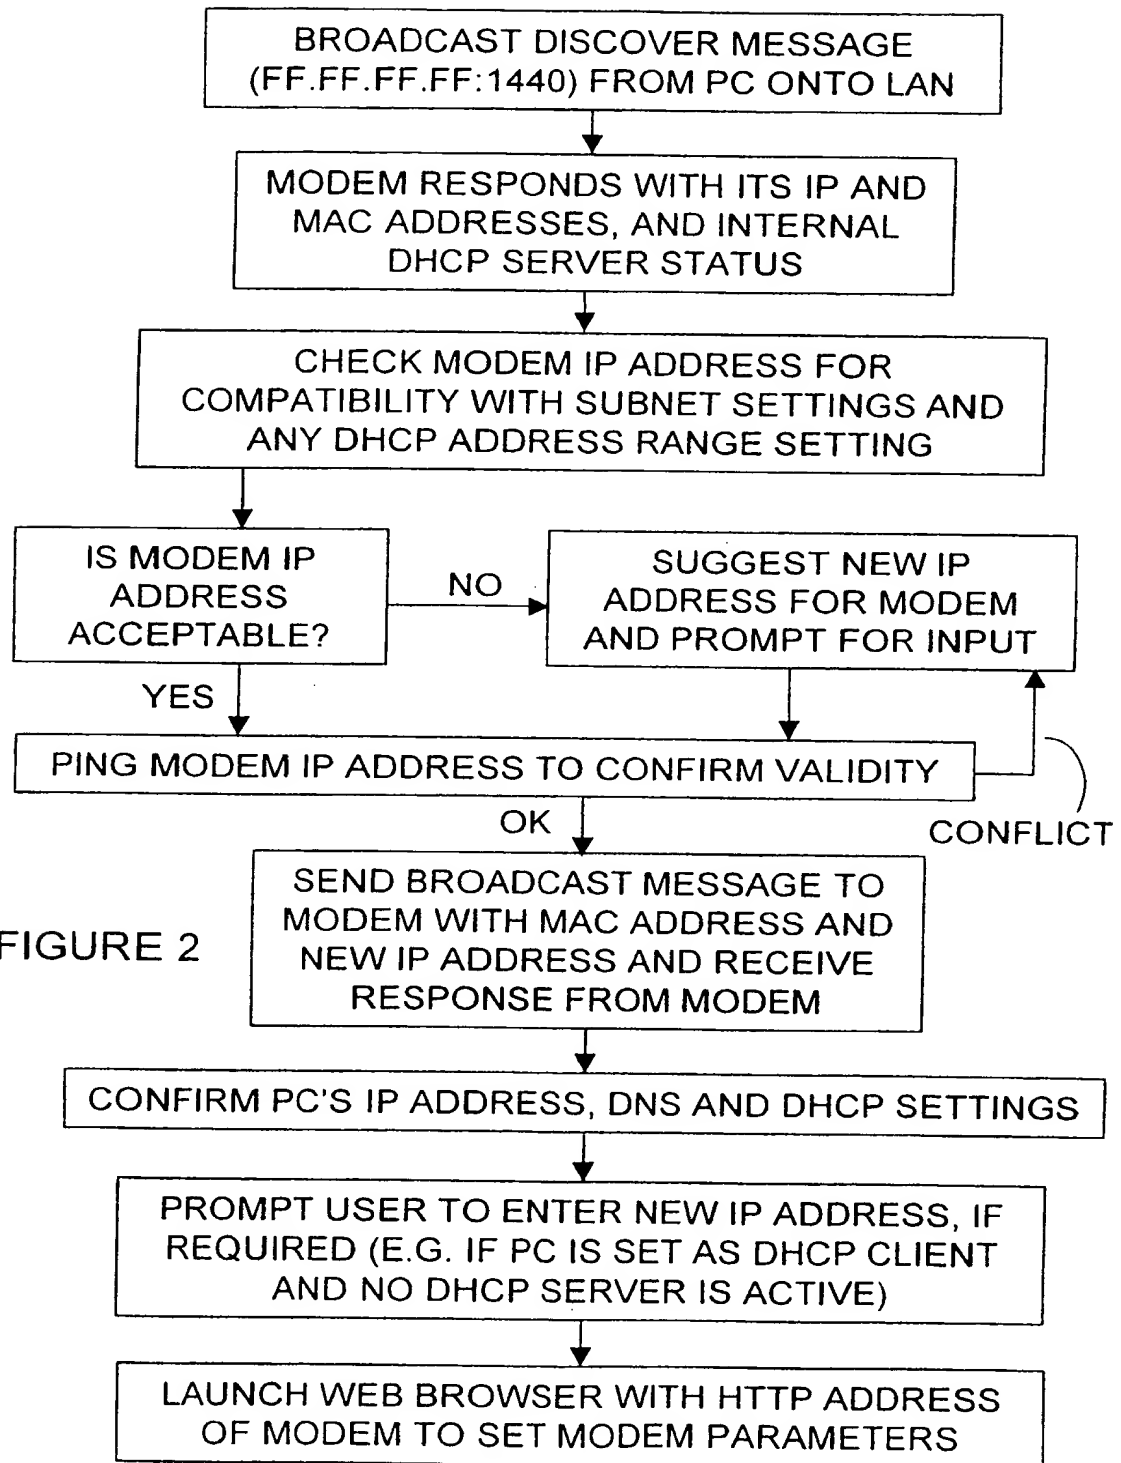 BROADCAST DISCOVER MESSAGE
(FF.FF.FF.FF:1440) FROM PC ONTO LAN
MODEM RESPONDS WITH ITS IP AND
MAC ADDRESSES, AND INTERNAL
DHCP SERVER STATUS
CHECK MODEM IP ADDRESS FOR
COMPATIBILITY WITH SUBNET SETTINGS AND
ANY DHCP ADDRESS RANGE SETTING
IS MODEM IP
ADDRESS
ACCEPTABLE?
NO
SUGGEST NEW IP
ADDRESS FOR MODEM
AND PROMPT FOR INPUT
YES
PING MODEM IP ADDRESS TO CONFIRM VALIDITY
OK
CONFLICT
SEND BROADCAST MESSAGE TO
MODEM WITH MAC ADDRESS AND
NEW IP ADDRESS AND RECEIVE
RESPONSE FROM MODEM
FIGURE 2
CONFIRM PC'S IP ADDRESS, DNS AND DHCP SETTINGS
PROMPT USER TO ENTER NEW IP ADDRESS, IF
REQUIRED (E.G. IF PC IS SET AS DHCP CLIENT
AND NO DHCP SERVER IS ACTIVE)
LAUNCH WEB BROWSER WITH HTTP ADDRESS
OF MODEM TO SET MODEM PARAMETERS